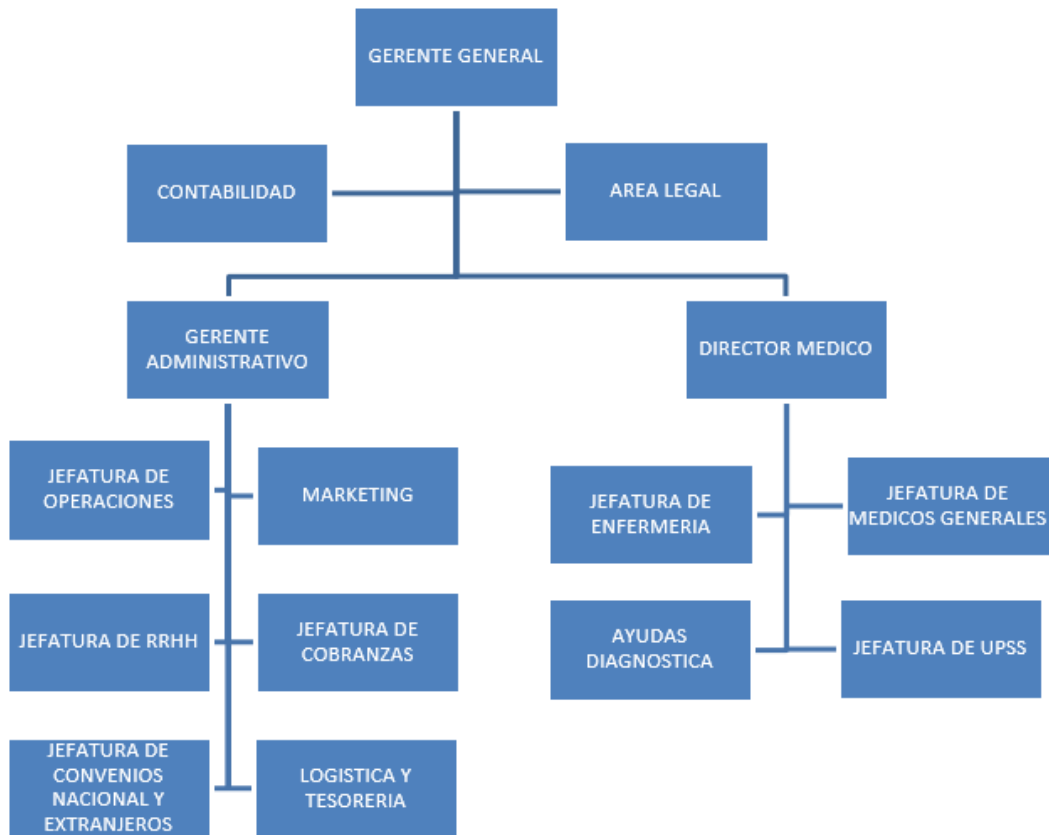 GERENTE GENERAL
CONTABILIDAD
AREA LEGAL
GERENTE
ADMINISTRATIVO
DIRECTOR MEDICO
JEFATURA DE
OPERACIONES
MARKETING
JEFATURA DE
ENFERMERIA
JEFATURA DE
MEDICOS GENERALES
JEFATURA DE RRHH
JEFATURA DE
COBRANZAS
AYUDAS
DIAGNOSTICA
JEFATURA DE UPSS
JEFATURA DE
CONVENIOS
NACIONAL Y
EXTRANJEROS
LOGISTICA Y
TESORERIA